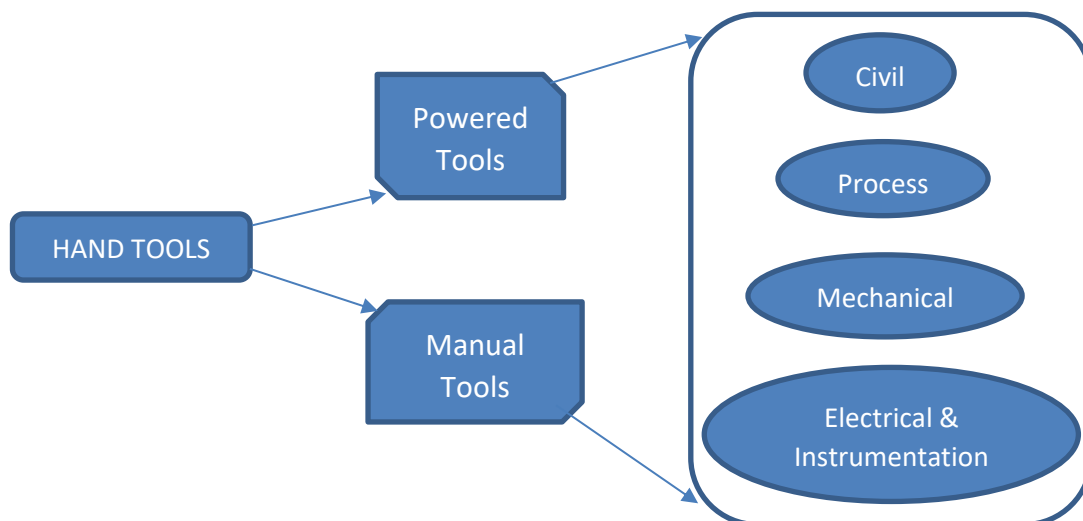 HAND TOOLS
Powered
Tools
Manual
Tools
Civil
Process
Mechanical
Electrical &
Instrumentation